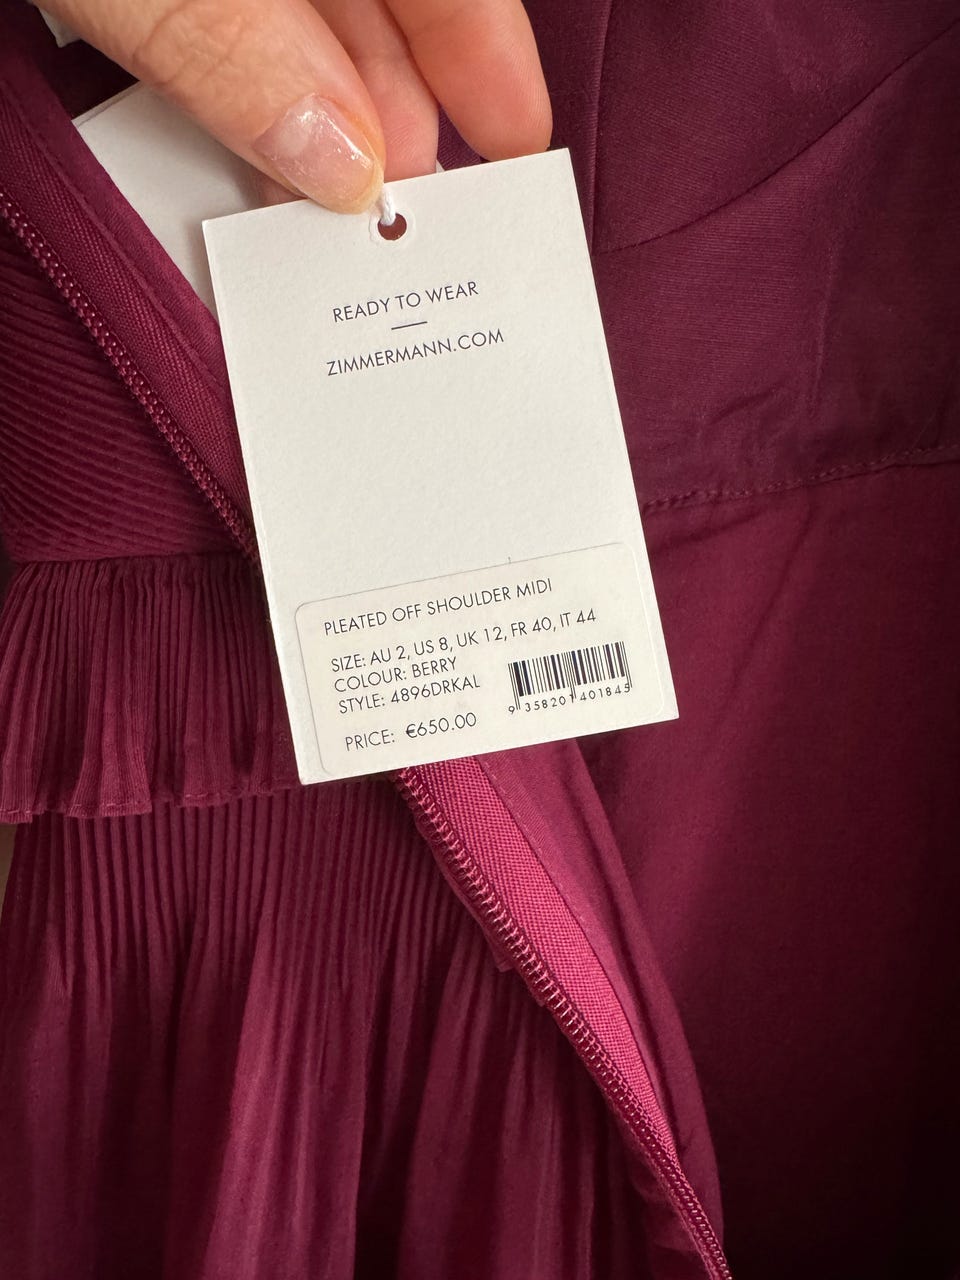 READY TO WEAR
ZIMMERMANN.COM
PLEATED OFF SHOULDER MIDI
SIZE: AU 2, US 8, UK 12, FR 40, IT 44
COLOUR: BERRY
STYLE: 4896DRKAL
PRICE: €650.00
9 358201 401845